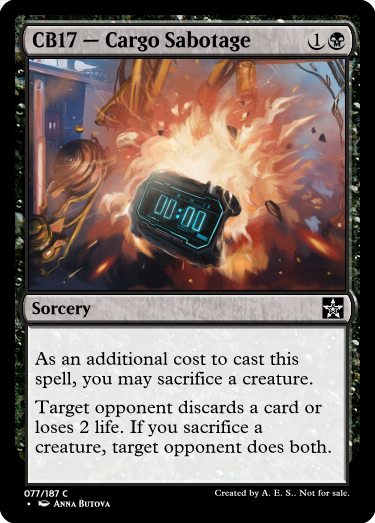 CB17 — Cargo Sabotage 1
00:00
Sorcery
As an additional cost to cast this
spell, you may sacrifice a creature.
Target opponent discards a card or
loses 2 life. If you sacrifice a
creature, target opponent does both.
077/187 C
Created by A. E. S.. Not for sale.
• Anna Butova